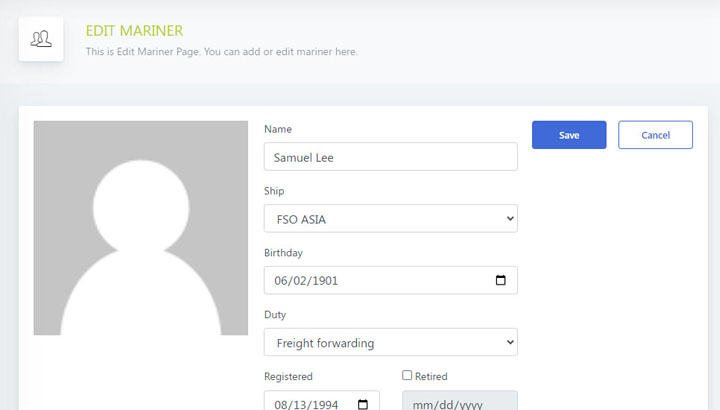 EDIT MARINER
This is Edit Mariner Page. You can add or edit mariner here.
Name
Save
Cancel
Samuel Lee
Ship
FSO ASIA
Birthday
06/02/1901
Duty
Freight forwarding
Registered
Retired
08/13/1994
mm/dd/yyyy